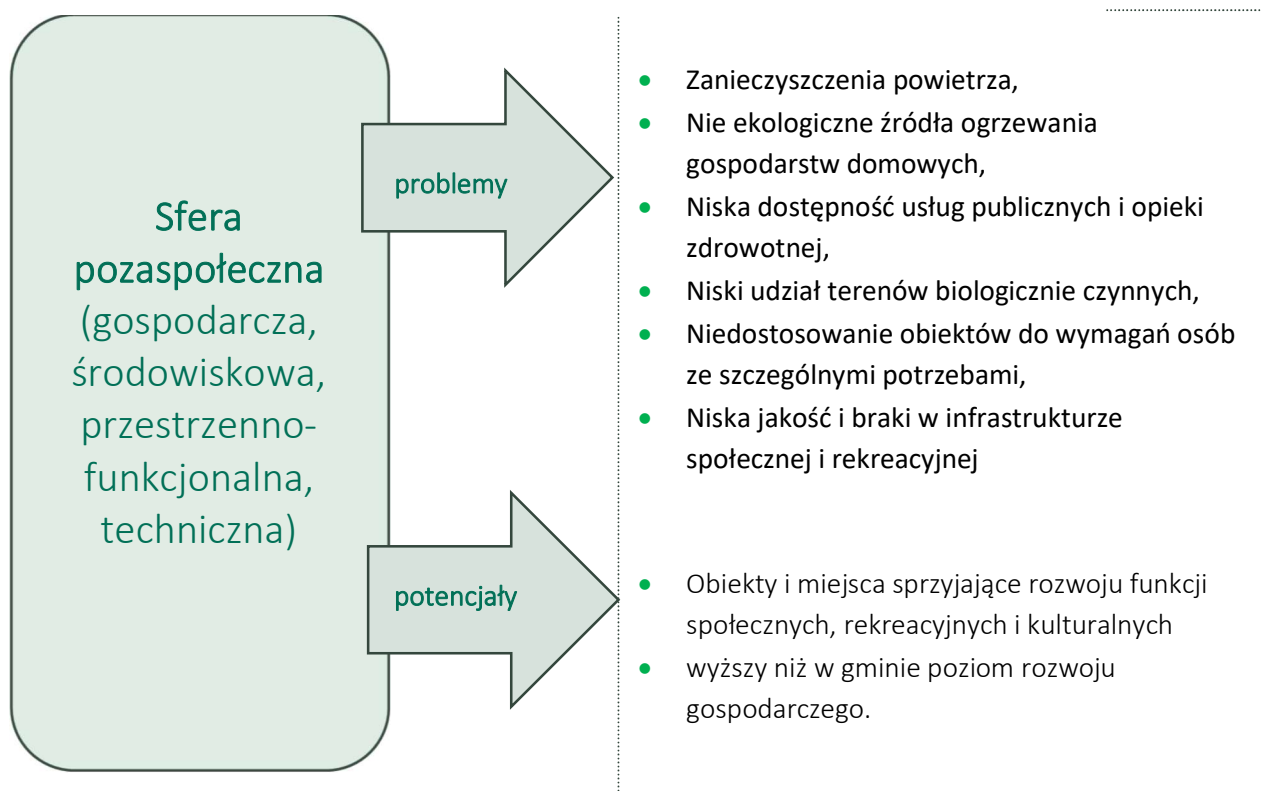 Sfera
pozaspołeczna
(gospodarcza,
środowiskowa,
przestrzenno-
funkcjonalna,
techniczna)
problemy
• Zanieczyszczenia powietrza,
• Nie ekologiczne źródła ogrzewania
gospodarstw domowych,
• Niska dostępność usług publicznych i opieki
zdrowotnej,
• Niski udział terenów biologicznie czynnych,
• Niedostosowanie obiektów do wymagań osób
ze szczególnymi potrzebami,
• Niska jakość i braki w infrastrukturze
społecznej i rekreacyjnej
potencjały
• Obiekty i miejsca sprzyjające rozwoju funkcji
społecznych, rekreacyjnych i kulturalnych
• wyższy niż w gminie poziom rozwoju
gospodarczego.